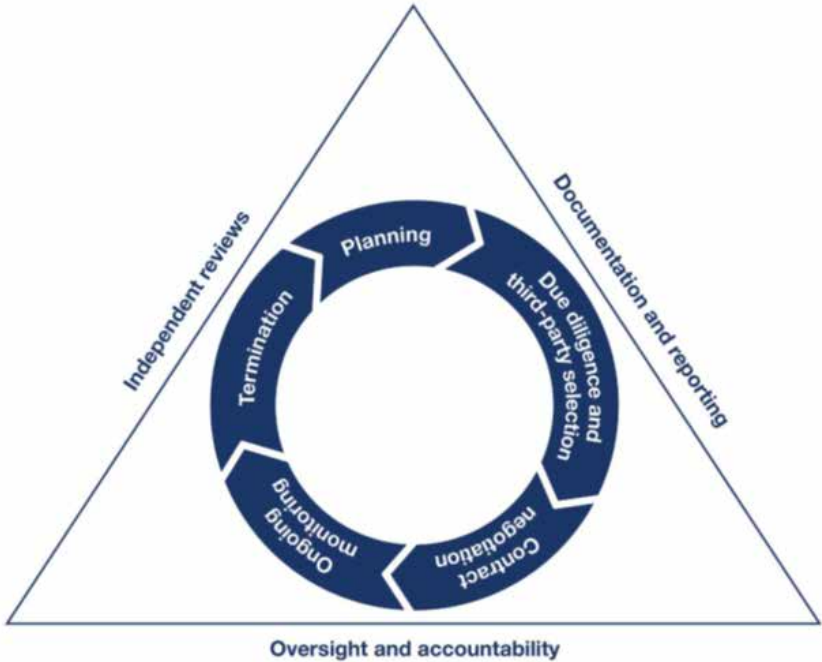 Independent reviews
Documentation and reporting
Planning
Due diligence and
third-party selection
Contract
negotiation
Ongoing
monitoring
Termination
Oversight and accountability